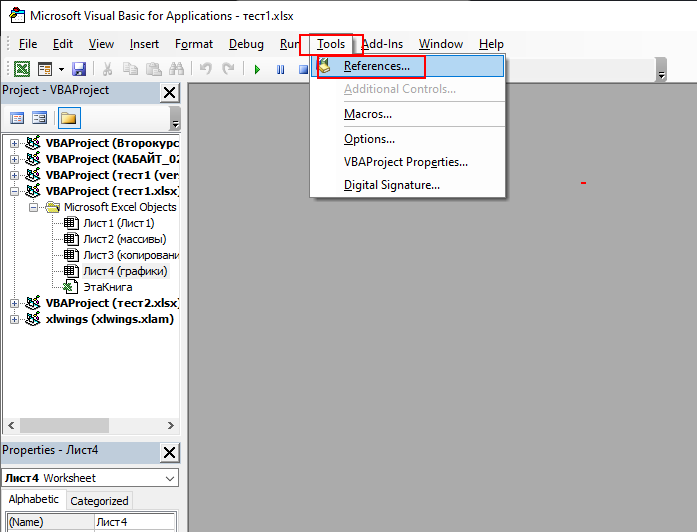 Microsoft Visual Basic for Applications - тест1.xlsx
File Edit View Insert Format Debug Run Tools Add-Ins Window Help
References...
Additional Controls...
Macros...
Options...
VBAProject Properties...
Digital Signature...
Project - VBAProject
VBAProject (Второкурс
VBAProject (КАБАЙТ_02
VBAProject (тест1 (ver
VBAProject (тест1.xlsx)
Microsoft Excel Objects
Лист1 (Лист1)
Лист2 (массивы)
Лист3 (копировани
Лист4 (графики)
ЭтаКнига
VBAProject (тест2.xlsx)
xlwings (xlwings.xlam)
Properties - Лист4
Лист4 Worksheet
Alphabetic Categorized
(Name) Лист4